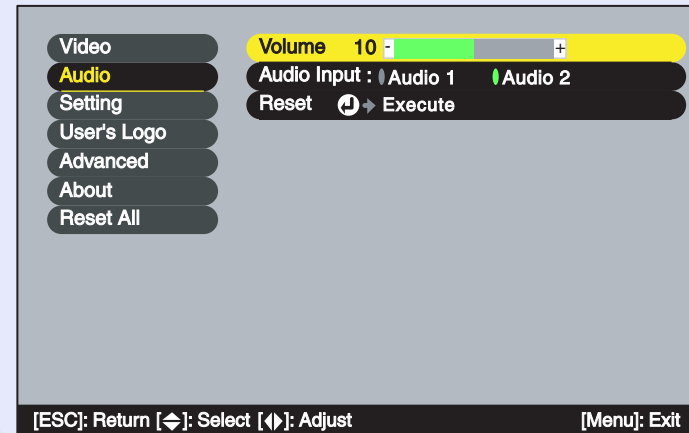 Video
Audio
Setting
User's Logo
Advanced
About
Reset All
Volume 10 - +
Audio Input : Audio 1 Audio 2
Reset Execute
[ESC]: Return [◆]: Select [◆]: Adjust [Menu]: Exit